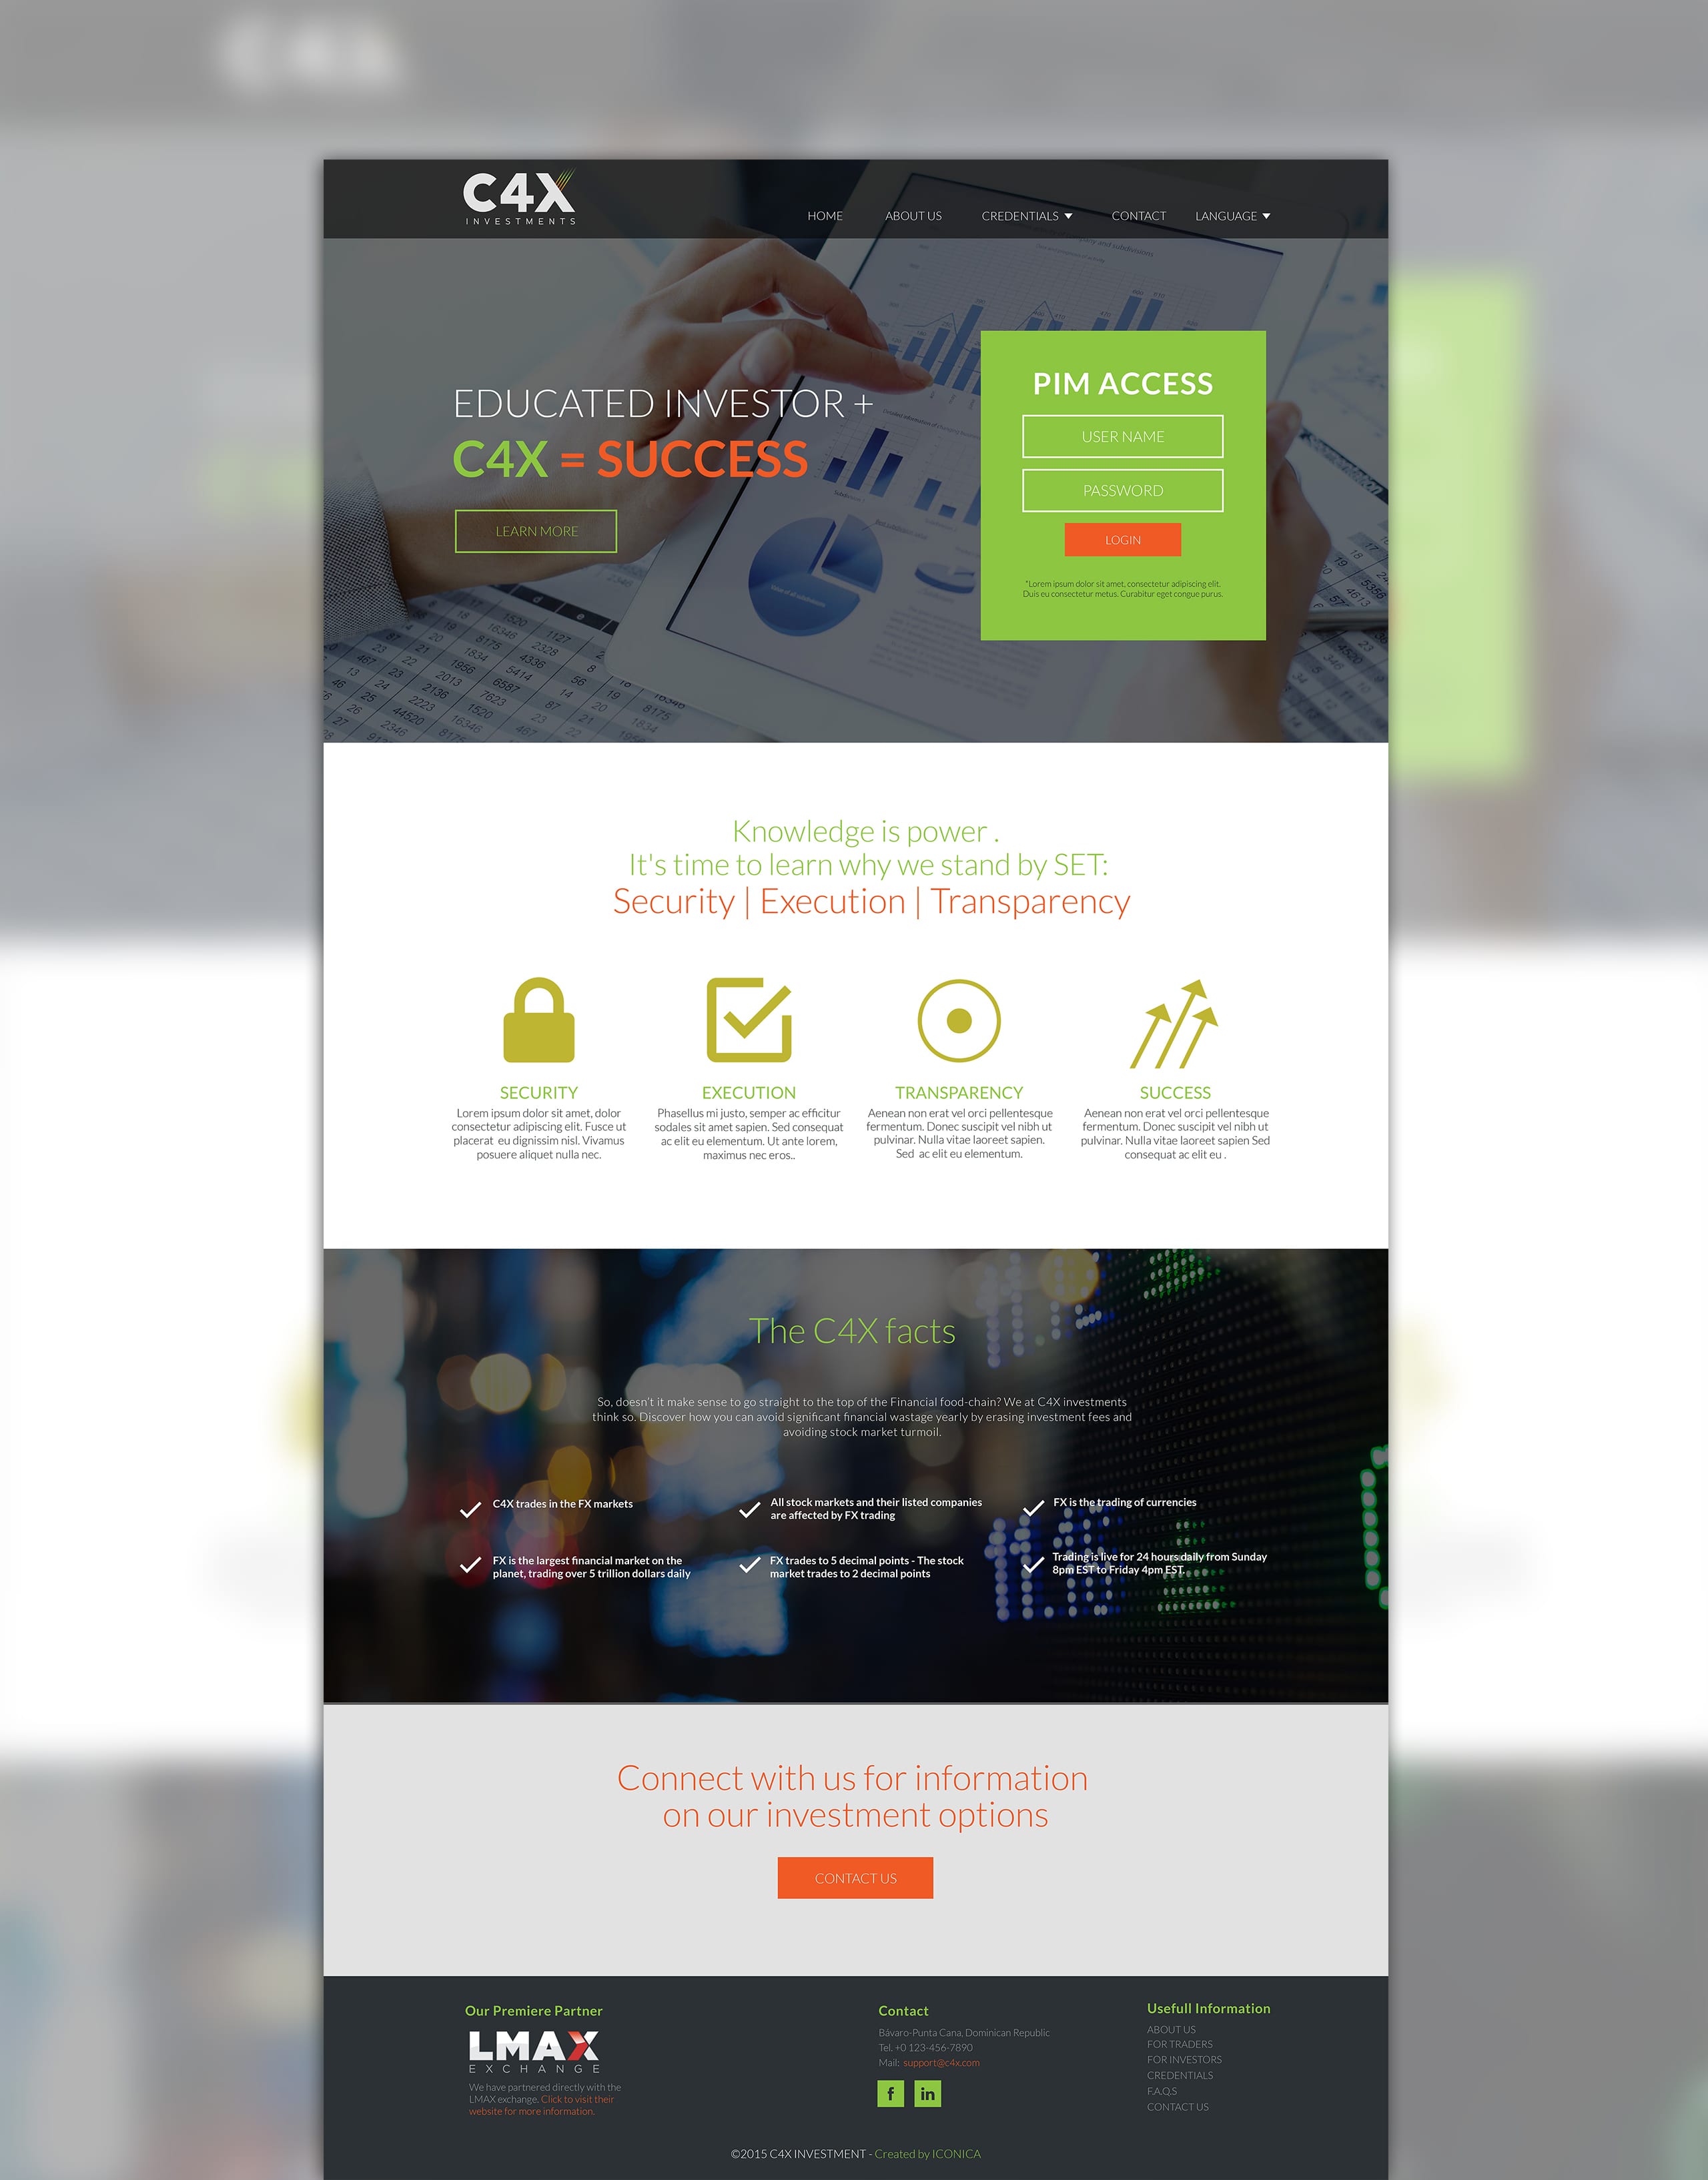 C4X
INVESTMENTS
HOME ABOUT US CREDENTIALS CONTACT LANGUAGE
EDUCATED INVESTOR +
C4X = SUCCESS
LEARN MORE
PIM ACCESS
USER NAME
PASSWORD
LOGIN
*Lorem ipsum dolor sit amet, consectetur adipiscing elit.
Duis eu consectetur metus. Curabitur eget congue purus.
Knowledge is power .
It's time to learn why we stand by SET:
Security | Execution | Transparency
SECURITY
Lorem ipsum dolor sit amet, dolor
consectetur adipiscing elit. Fusce ut
placerat eu dignissim nisl. Vivamus
posuere aliquet nulla nec.
EXECUTION
Phasellus mi justo, semper ac efficitur
sodales sit amet sapien. Sed consequat
ac elit eu elementum. Ut ante lorem,
maximus nec eros..
TRANSPARENCY
Aenean non erat vel orci pellentesque
fermentum. Donec suscipit vel nibh ut
pulvinar. Nulla vitae laoreet sapien.
Sed ac elit eu elementum.
SUCCESS
Aenean non erat vel orci pellentesque
fermentum. Donec suscipit vel nibh ut
pulvinar. Nulla vitae laoreet sapien Sed
consequat ac elit eu .
The C4X facts
So, doesn't it make sense to go straight to the top of the Financial food-chain? We at C4X investments
think so. Discover how you can avoid significant financial wastage yearly by erasing investment fees and
avoiding stock market turmoil.
C4X trades in the FX markets
All stock markets and their listed companies
are affected by FX trading
FX is the trading of currencies
FX is the largest financial market on the
planet, trading over 5 trillion dollars daily
FX trades to 5 decimal points - The stock
market trades to 2 decimal points
Trading is live for 24 hours daily from Sunday
8pm EST to Friday 4pm EST.
Connect with us for information
on our investment options
CONTACT US
Our Premiere Partner
LMAX
EXCHANGE
We have partnered directly with the
LMAX exchange. Click to visit their
website for more information.
Contact
Bávaro-Punta Cana, Dominican Republic
Tel. +0 123-456-7890
Mail: support@c4x.com
f in
Usefull Information
ABOUT US
FOR TRADERS
FOR INVESTORS
CREDENTIALS
F.A.Q.S
CONTACT US
©2015 C4X INVESTMENT - Created by ICONICA